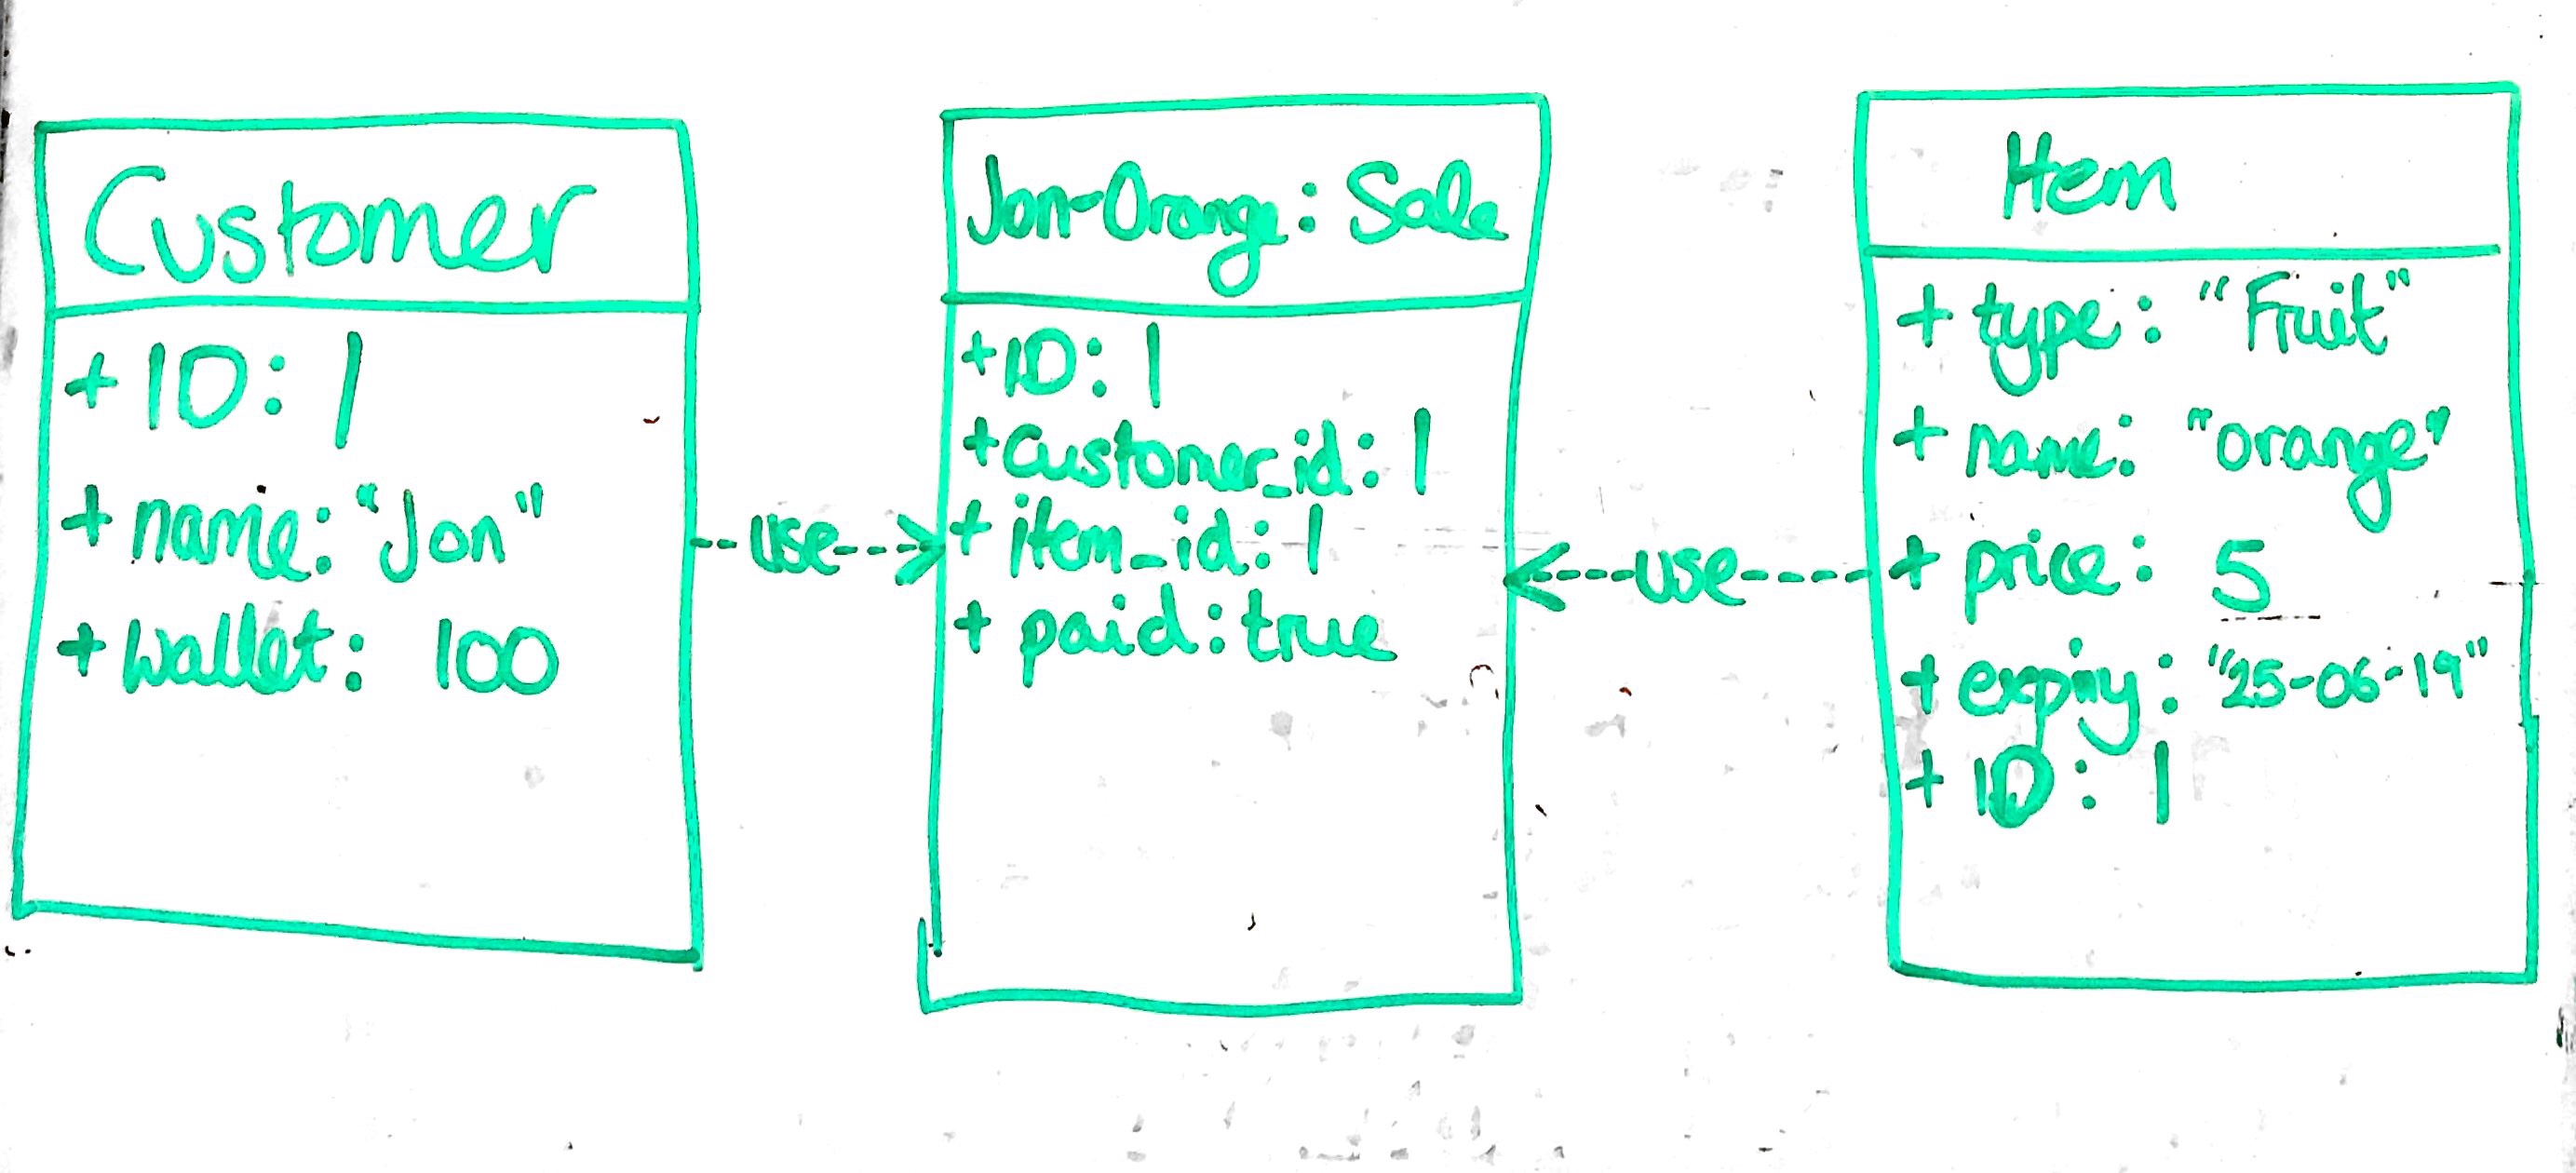 Customer
+ ID: 1
+ name: "Jon"
+ Wallet: 100
use
Jon-Orange: Sale
+ ID: 1
+ customer_id: 1
+ item_id: 1
+ paid: true
use
Item
+ type: "Fruit"
+ name: "orange"
+ price: 5
+ expiry: "25-06-19"
+ ID: 1